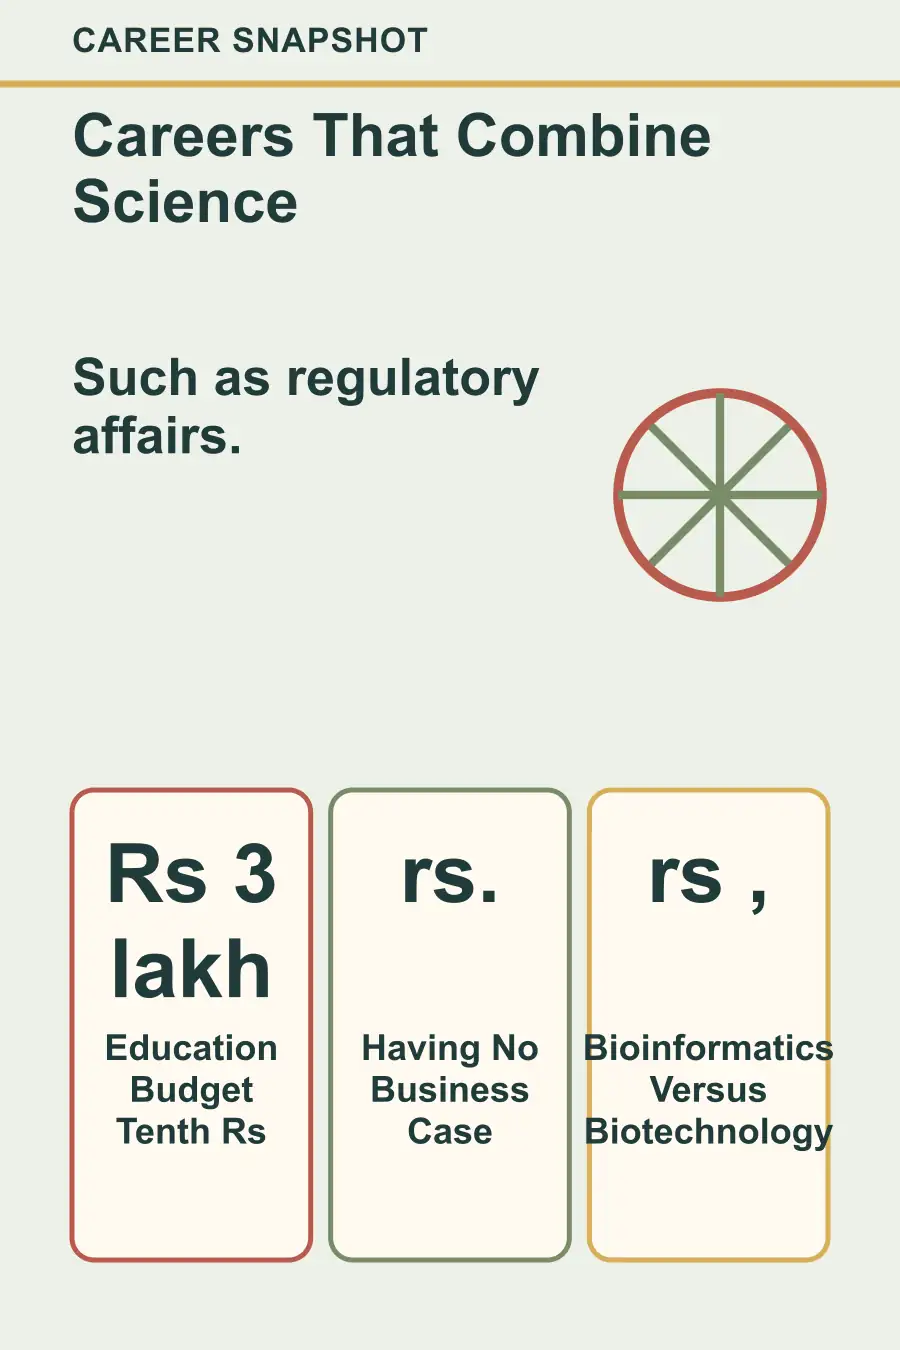 CAREER SNAPSHOT
Careers That Combine
Science
Such as regulatory
affairs.
Rs 3
lakh
Education
Budget
Tenth Rs
rs.
Having No
Business
Case
rs ,
Bioinformatics
Versus
Biotechnology